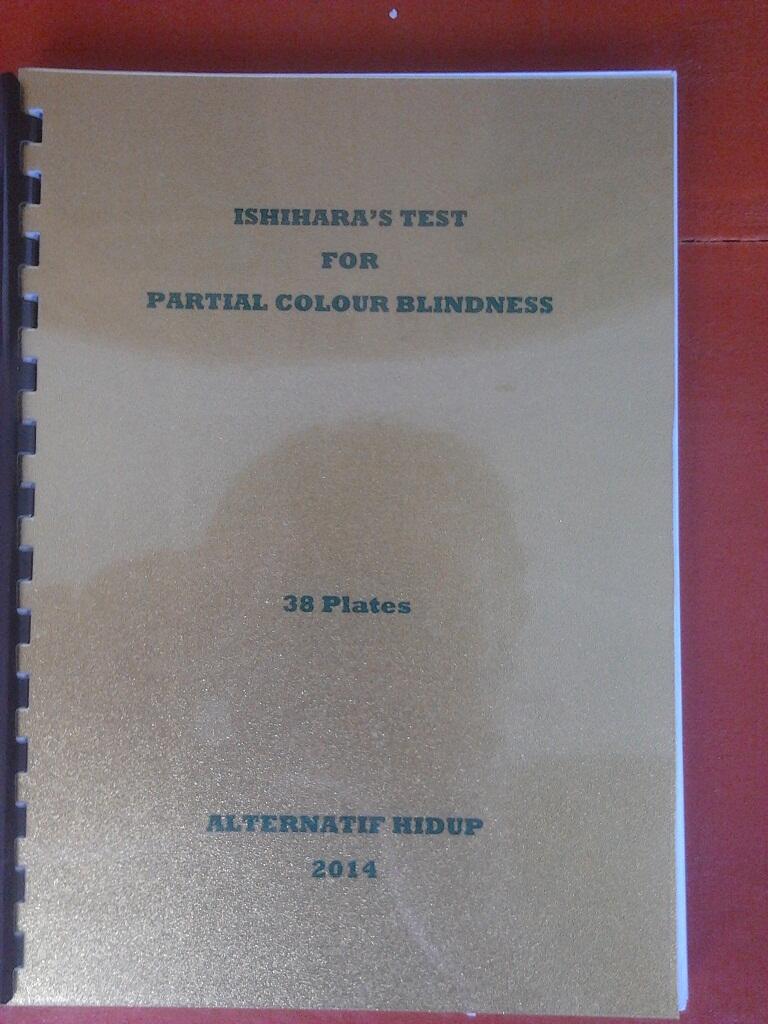 ISHIHARA'S TEST
FOR
PARTIAL COLOUR BLINDNESS
38 Plates
ALTERNATIF HIDUP
2014